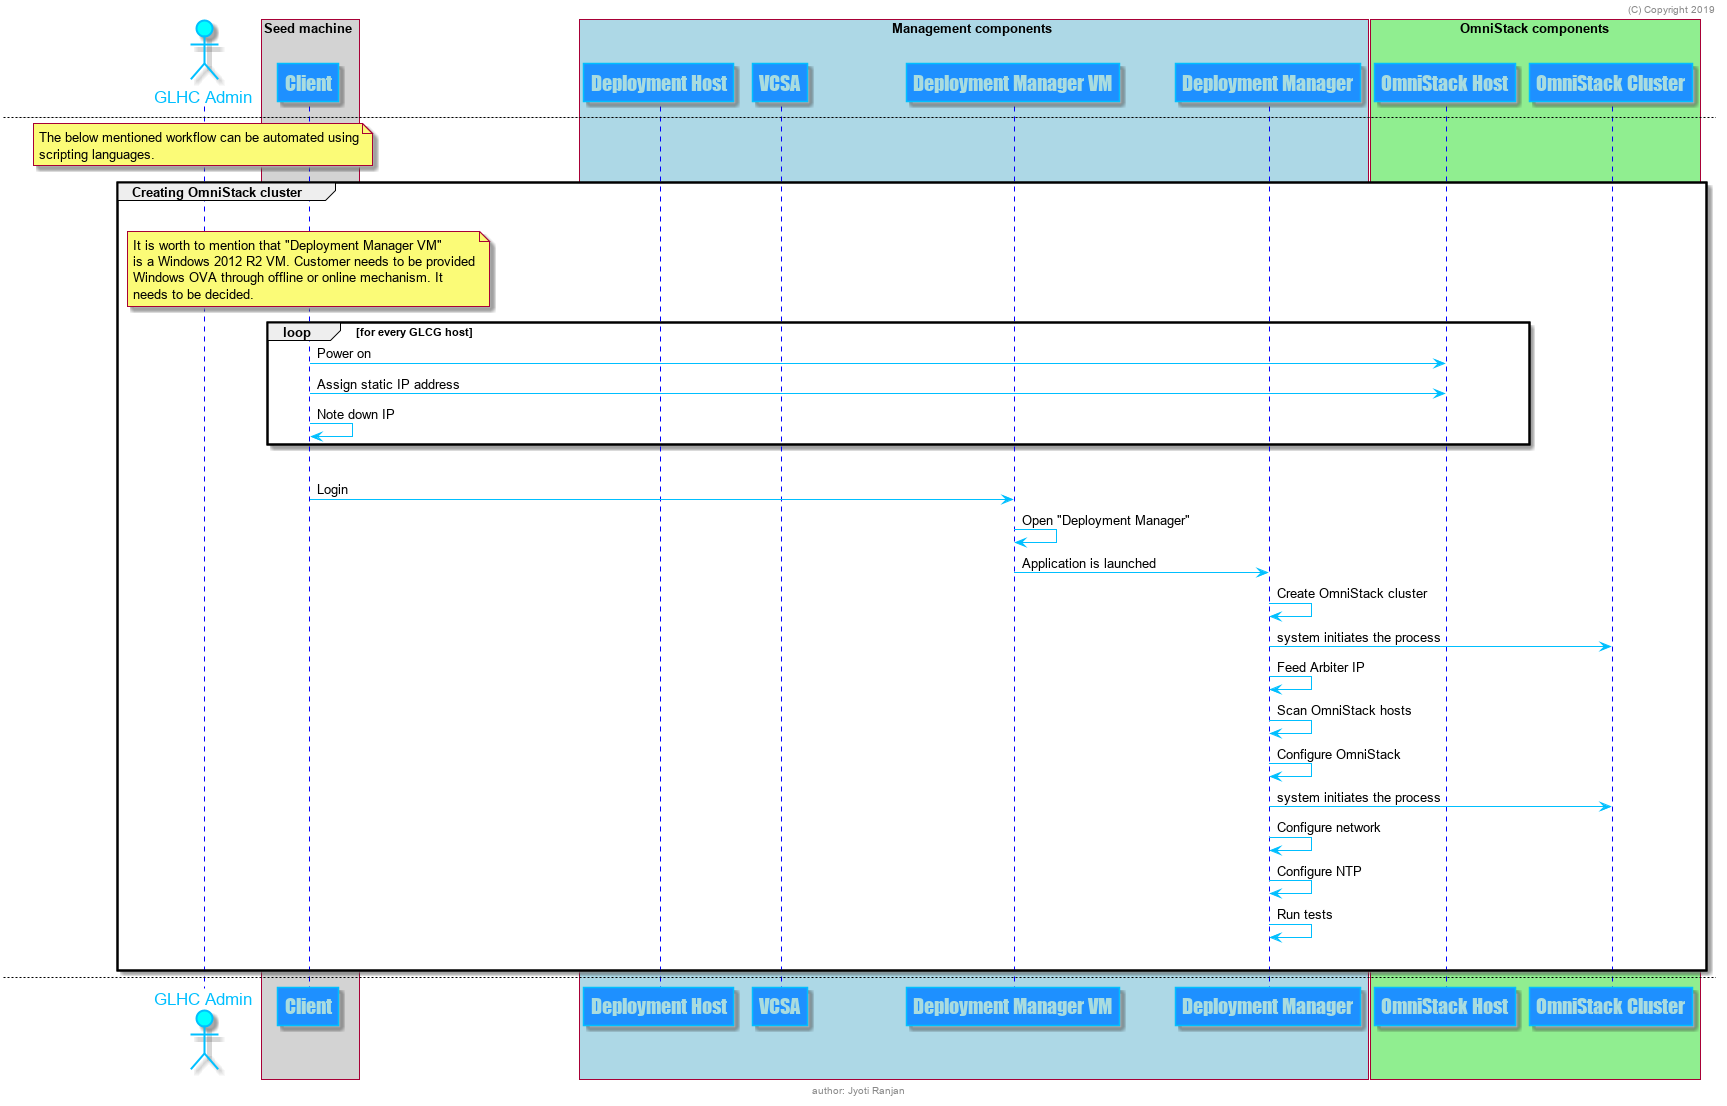 (C) Copyright 2019
Seed machine
Management components
OmniStack components
GLHC Admin
Client
Deployment Host
VCSA
Deployment Manager VM
Deployment Manager
OmniStack Host
OmniStack Cluster
The below mentioned workflow can be automated using
scripting languages.
Creating OmniStack cluster
It is worth to mention that "Deployment Manager VM"
is a Windows 2012 R2 VM. Customer needs to be provided
Windows OVA through offline or online mechanism. It
needs to be decided.
loop [for every GLCG host]
Power on
Assign static IP address
Note down IP
Login
Open "Deployment Manager"
Application is launched
Create OmniStack cluster
system initiates the process
Feed Arbiter IP
Scan OmniStack hosts
Configure OmniStack
system initiates the process
Configure network
Configure NTP
Run tests
GLHC Admin
Client
Deployment Host
VCSA
Deployment Manager VM
Deployment Manager
OmniStack Host
OmniStack Cluster
author: Jyoti Ranjan